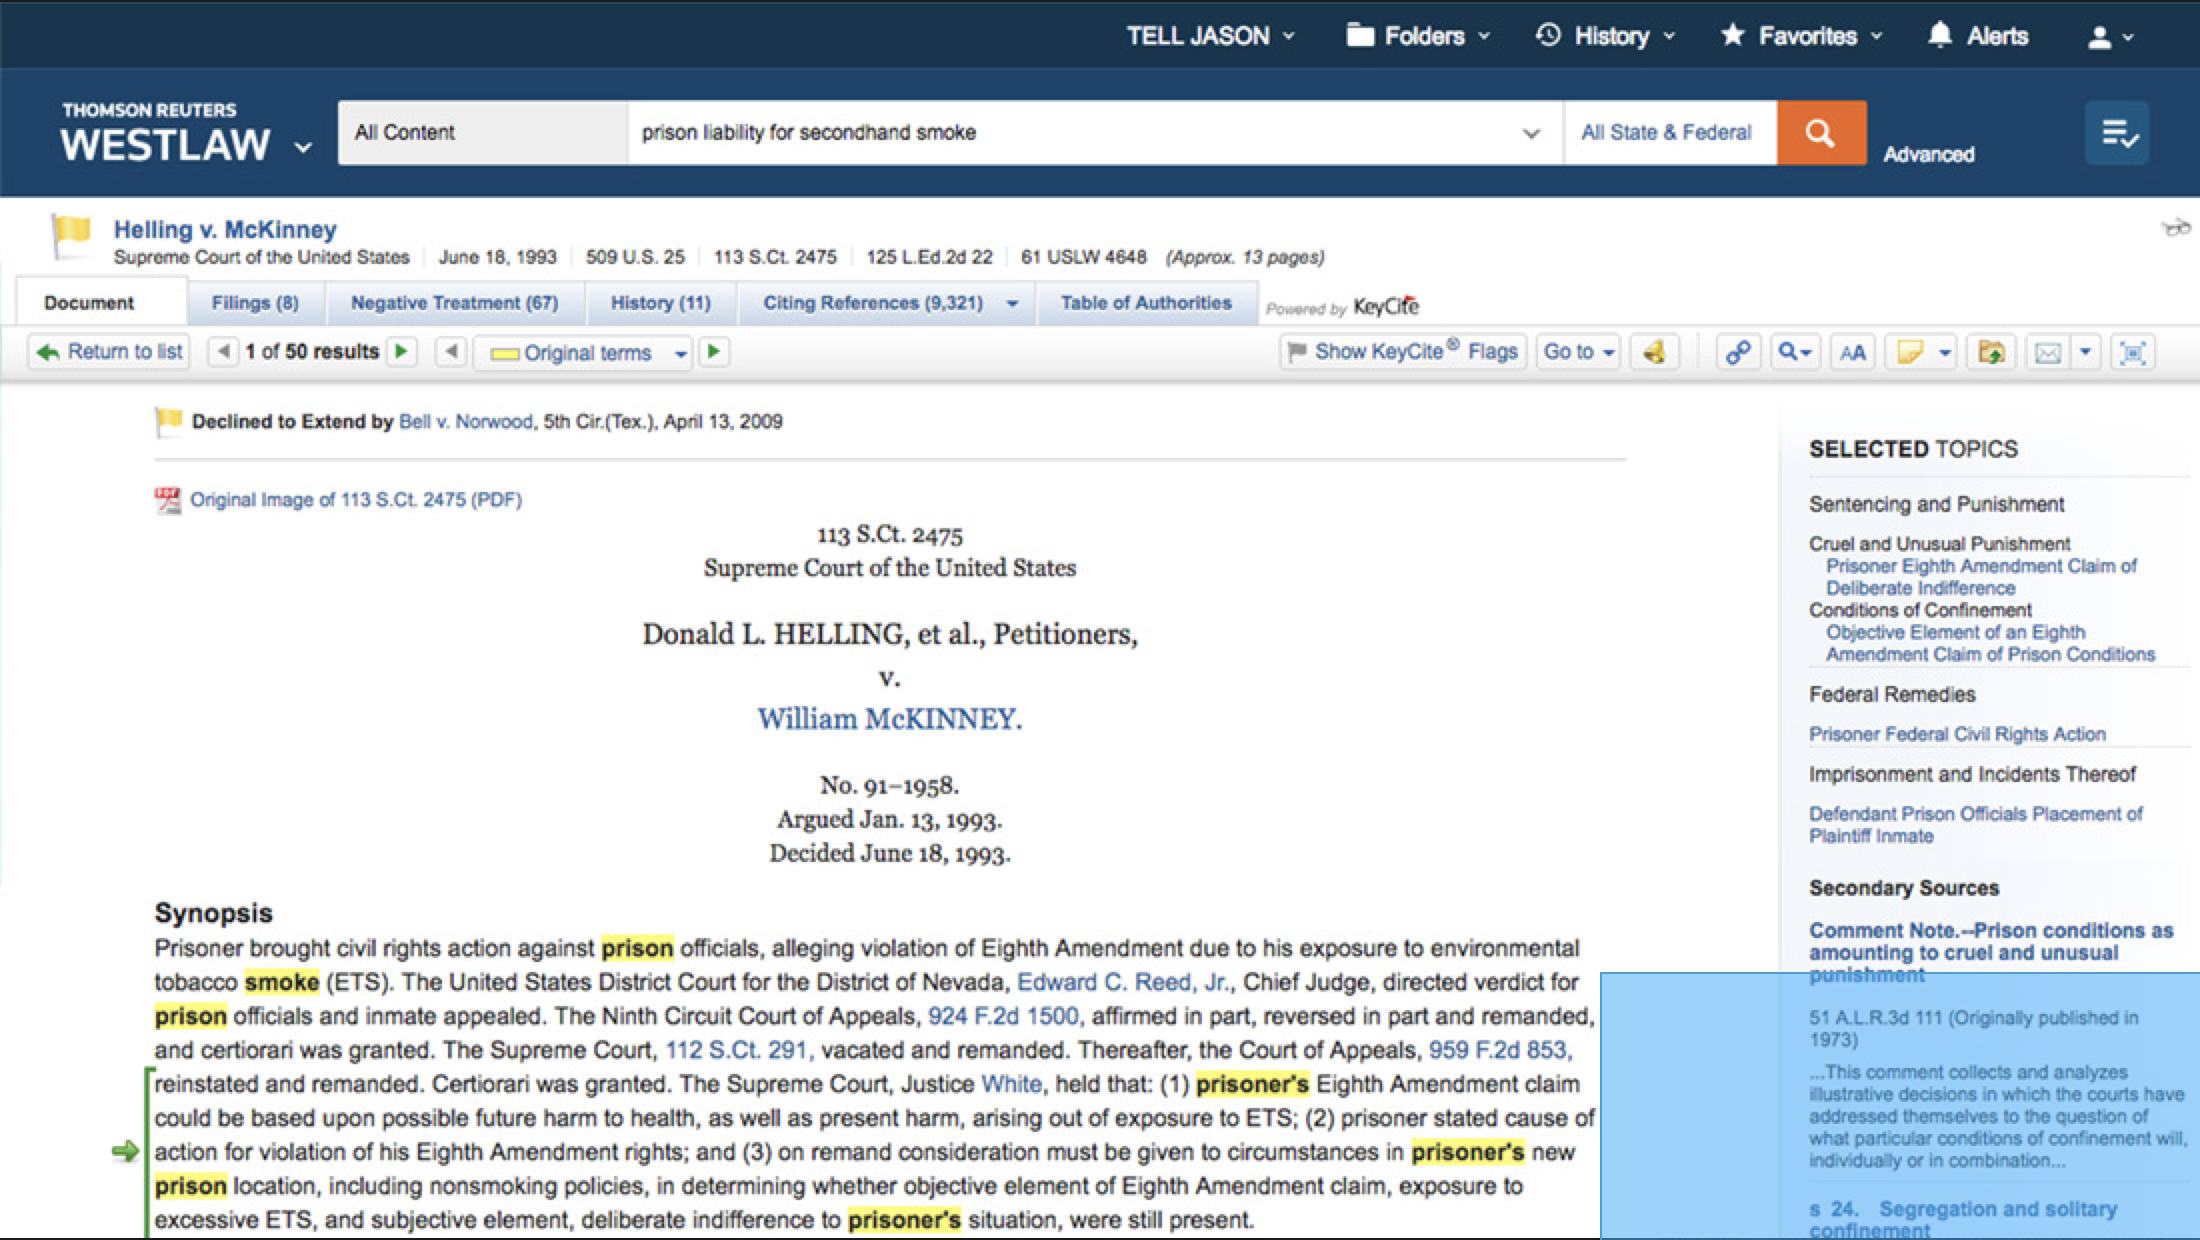 TELL JASON Folders History Favorites Alerts
THOMSON REUTERS
WESTLAW
All Content prison liability for secondhand smoke All State & Federal Advanced
Helling v. McKinney
Supreme Court of the United States June 18, 1993 509 U.S. 25 113 S.Ct. 2475 125 L.Ed.2d 22 61 USLW 4648 (Approx. 13 pages)
Document Filings (8) Negative Treatment (67) History (11) Citing References (9,321) Table of Authorities Powered by KeyCite
Return to list 1 of 50 results Original terms Show KeyCite® Flags Go to AA
Declined to Extend by Bell v. Norwood, 5th Cir.(Tex.), April 13, 2009
Original Image of 113 S.Ct. 2475 (PDF)
113 S.Ct. 2475
Supreme Court of the United States
Donald L. HELLING, et al., Petitioners,
v.
William McKINNEY.
No. 91–1958.
Argued Jan. 13, 1993.
Decided June 18, 1993.
Synopsis
Prisoner brought civil rights action against prison officials, alleging violation of Eighth Amendment due to his exposure to environmental
tobacco smoke (ETS). The United States District Court for the District of Nevada, Edward C. Reed, Jr., Chief Judge, directed verdict for
prison officials and inmate appealed. The Ninth Circuit Court of Appeals, 924 F.2d 1500, affirmed in part, reversed in part and remanded,
and certiorari was granted. The Supreme Court, 112 S.Ct. 291, vacated and remanded. Thereafter, the Court of Appeals, 959 F.2d 853,
reinstated and remanded. Certiorari was granted. The Supreme Court, Justice White, held that: (1) prisoner's Eighth Amendment claim
could be based upon possible future harm to health, as well as present harm, arising out of exposure to ETS; (2) prisoner stated cause of
action for violation of his Eighth Amendment rights; and (3) on remand consideration must be given to circumstances in prisoner's new
prison location, including nonsmoking policies, in determining whether objective element of Eighth Amendment claim, exposure to
excessive ETS, and subjective element, deliberate indifference to prisoner's situation, were still present.
SELECTED TOPICS
Sentencing and Punishment
Cruel and Unusual Punishment
Prisoner Eighth Amendment Claim of
Deliberate Indifference
Conditions of Confinement
Objective Element of an Eighth
Amendment Claim of Prison Conditions
Federal Remedies
Prisoner Federal Civil Rights Action
Imprisonment and Incidents Thereof
Defendant Prison Officials Placement of
Plaintiff Inmate
Secondary Sources
Comment Note.--Prison conditions as
amounting to cruel and unusual
punishment
51 A.L.R.3d 111 (Originally published in
1973)
...This comment collects and analyzes
illustrative decisions in which the courts have
addressed themselves to the question of
what particular conditions of confinement will,
individually or in combination...
s 24. Segregation and solitary
confinement